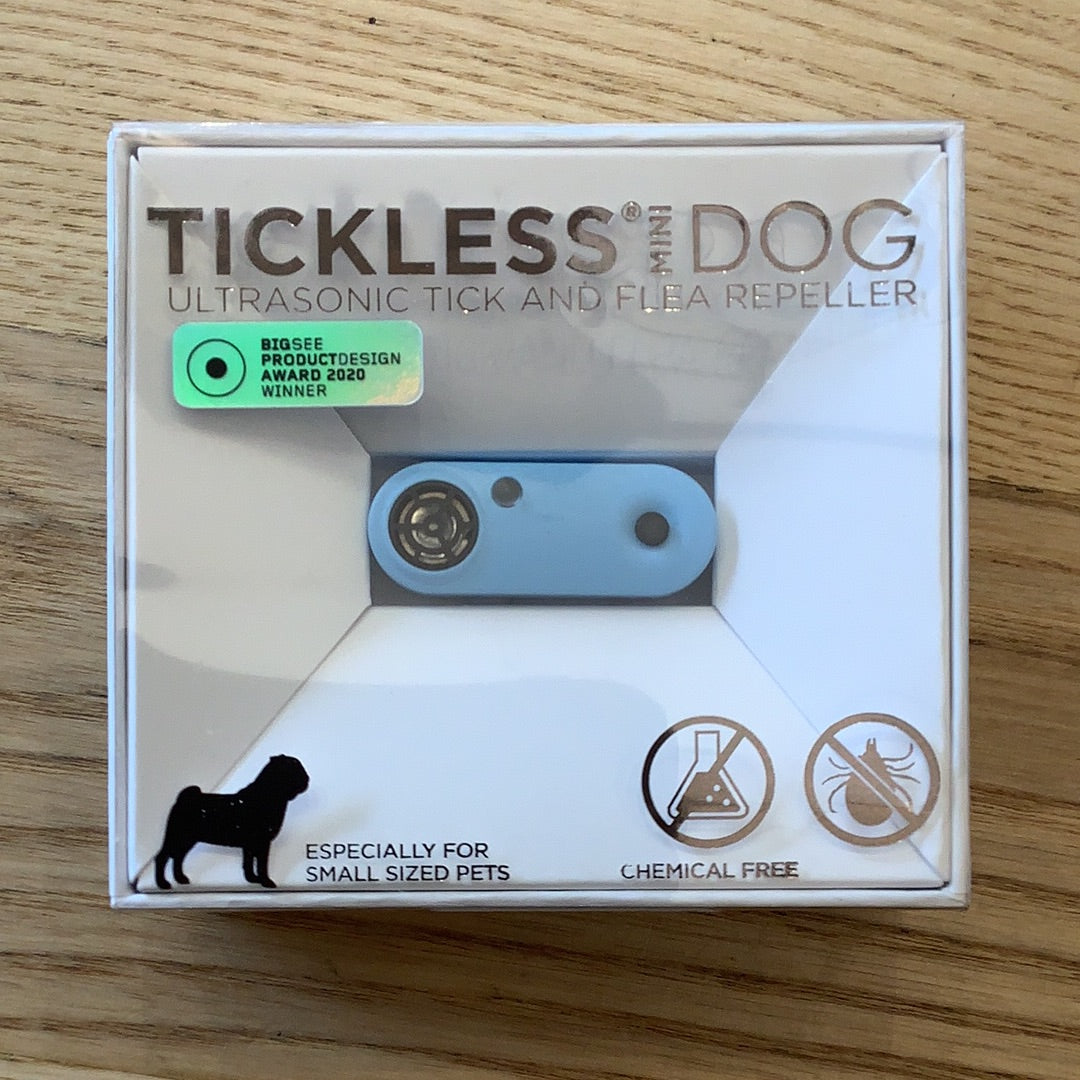 TICKLESS® MINI DOG
ULTRASONIC TICK AND FLEA REPELLER
BIGSEE
PRODUCTDESIGN
AWARD 2020
WINNER
ESPECIALLY FOR
SMALL SIZED PETS
CHEMICAL FREE